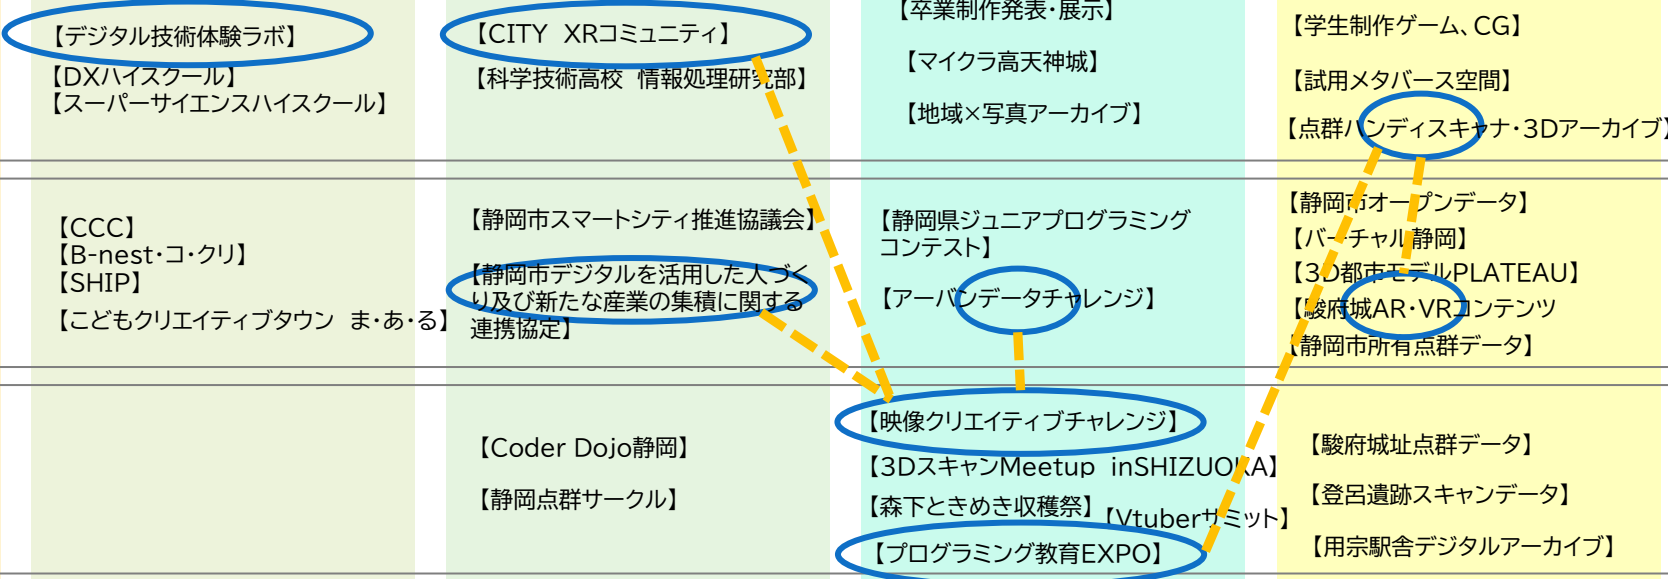 【デジタル技術体験ラボ】
【DXハイスクール】
【スーパーサイエンスハイスクール】
【CITY　XRコミュニティ】
【科学技術高校　情報処理研究部】
【卒業制作発表・展示】
【マイクラ高天神城】
【地域×写真アーカイブ】
【学生制作ゲーム、CG】
【試用メタバース空間】
【点群ハンディスキャナ・3Dアーカイブ】
【CCC】
【B-nest・コ・クリ】
【SHIP】
【こどもクリエイティブタウン　ま・あ・る】
【静岡市スマートシティ推進協議会】
【静岡市デジタルを活用した人づく
り及び新たな産業の集積に関する
連携協定】
【静岡県ジュニアプログラミング
コンテスト】
【アーバンデータチャレンジ】
【静岡市オープンデータ】
【バーチャル静岡】
【3D都市モデルPLATEAU】
【駿府城AR・VRコンテンツ
【静岡市所有点群データ】
【Coder Dojo静岡】
【静岡点群サークル】
【映像クリエイティブチャレンジ】
【3DスキャンMeetup　inSHIZUOKA】
【森下ときめき収穫祭】
【Vtuberサミット】
【プログラミング教育EXPO】
【駿府城址点群データ】
【登呂遺跡スキャンデータ】
【用宗駅舎デジタルアーカイブ】